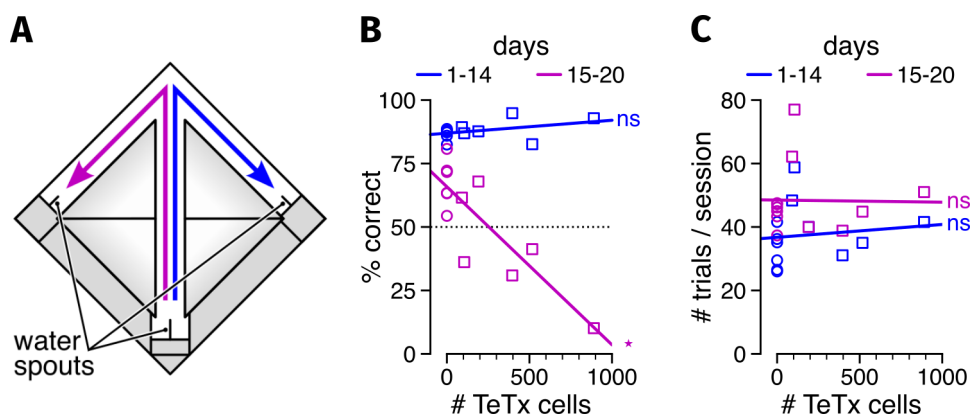 A
water
spouts
B
days
1-14 15-20
100
75
50
25
0
% correct
ns
★
0 500 1000
# TeTx cells
C
days
1-14 15-20
80
60
40
20
0
# trials / session
ns
ns
0 500 1000
# TeTx cells